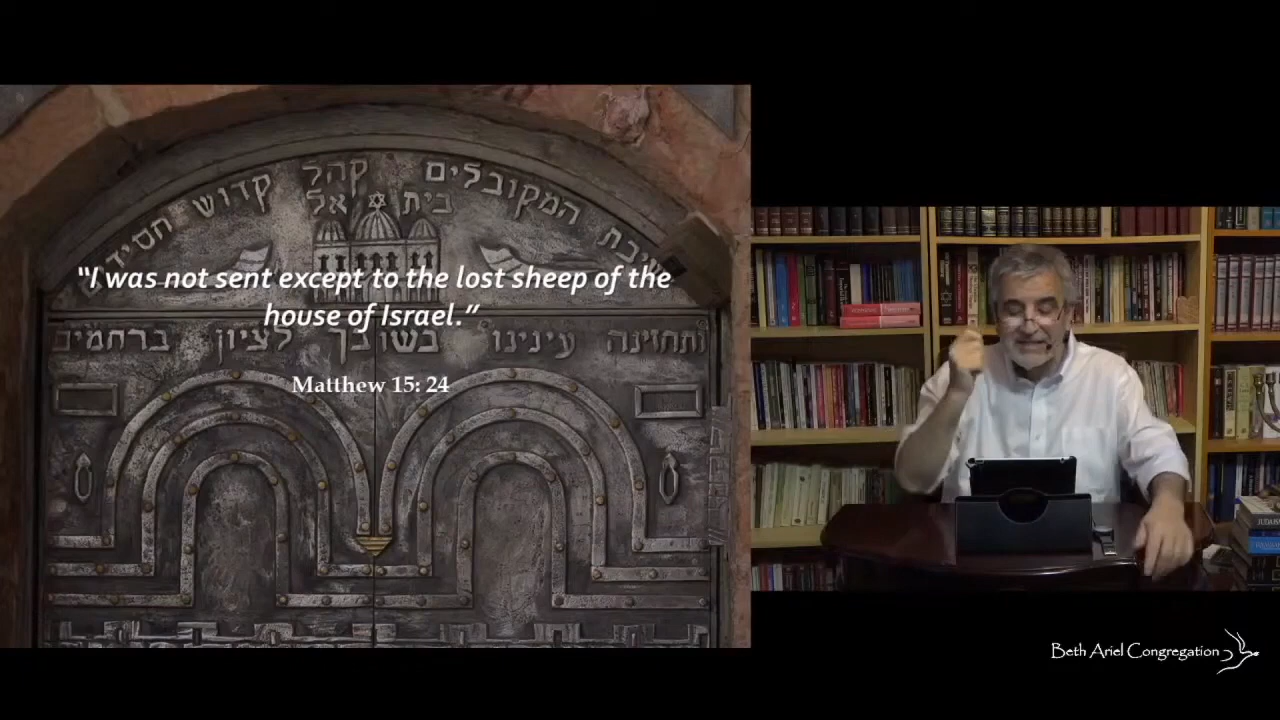 קהל
המקובלים
קדוש
בית אל
"I was not sent except to the lost sheep of the
house of Israel."
ותחזינה עינינו בשובך לציון ברחמים
Matthew 15: 24
Beth Ariel Congregation